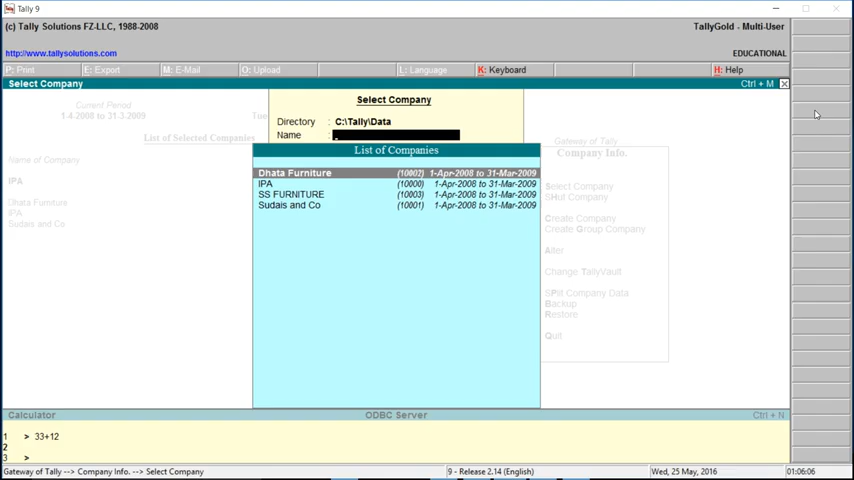 Tally 9
(c) Tally Solutions FZ-LLC, 1988-2008
TallyGold - Multi-User
http://www.tallysolutions.com
EDUCATIONAL
P: Print E: Export M: E-Mail O: Upload L: Language K: Keyboard H: Help
Select Company Ctrl + M
Current Period
1-4-2008 to 31-3-2009
Tue
List of Selected Companies
Name of Company
IPA
Dhata Furniture
IPA
Sudais and Co
Select Company
Directory : C:\Tally\Data
Name :
List of Companies
Dhata Furniture (10002) 1-Apr-2008 to 31-Mar-2009
IPA (10000) 1-Apr-2008 to 31-Mar-2009
SS FURNITURE (10003) 1-Apr-2008 to 31-Mar-2009
Sudais and Co (10001) 1-Apr-2008 to 31-Mar-2009
Gateway of Tally
Company Info.
Select Company
SHut Company
Create Company
Create Group Company
Alter
Change TallyVault
SPlit Company Data
Backup
Restore
Quit
Calculator ODBC Server Ctrl + N
1 > 33+12
2
3 >
Gateway of Tally --> Company Info. --> Select Company
9 - Release 2.14 (English)
Wed, 25 May, 2016
01:06:06